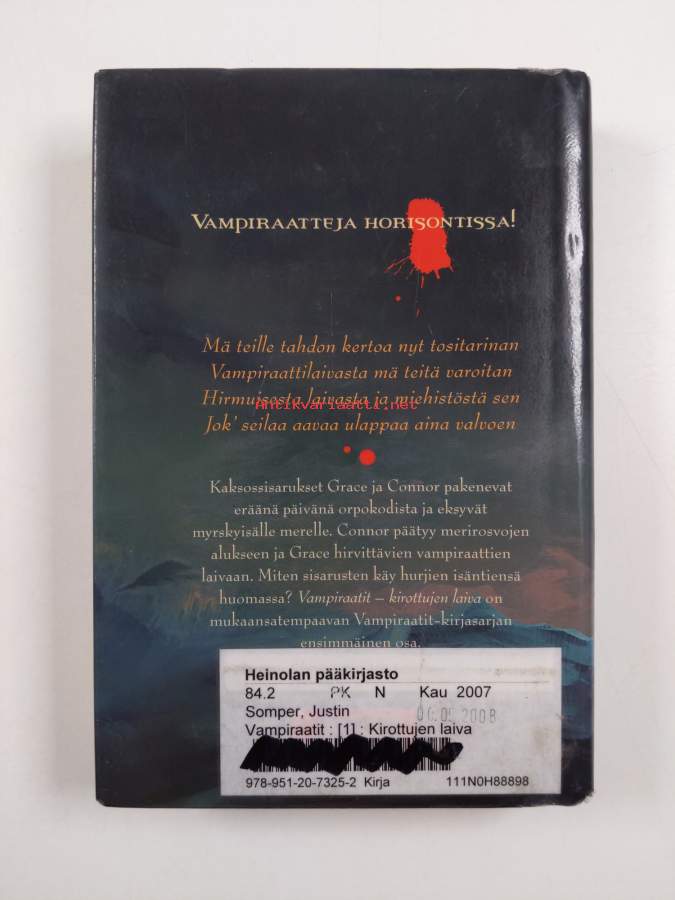 VAMPIRAATTEJA HORISONTISSA!
Mä teille tahdon kertoa nyt tositarinan
Vampiraattilaivasta mä teitä varoitan
Hirmuisesta laivasta ja miehistöstä sen
Antikvariaatti.net
Jok' seilaa aavaa ulappaa aina valvoen
Kaksossisarukset Grace ja Connor pakenevat
eräänä päivänä orpokodista ja eksyvät
myrskyisälle merelle. Connor päätyy merirosvojen
alukseen ja Grace hirvittävien vampiraattien
laivaan. Miten sisarusten käy hurjien isäntiensä
huomassa? Vampiraatit – kirottujen laiva on
mukaansatempaavan Vampiraatit-kirjasarjan
ensimmäinen osa.
Heinolan pääkirjasto
84.2 PK N Kau 2007
Somper, Justin 2008
Vampiraatit : [1] : Kirottujen laiva
978-951-20-7325-2 Kirja 111N0H88898